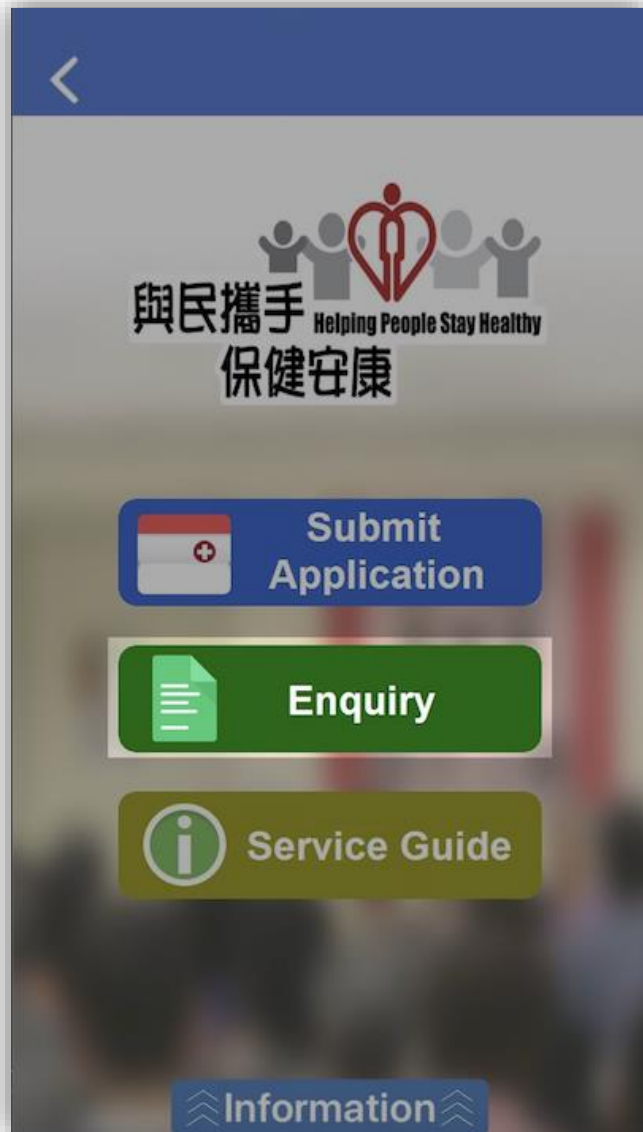 與民攜手
Helping People Stay Healthy
保健安康
Submit
Application
Enquiry
Service Guide
Information